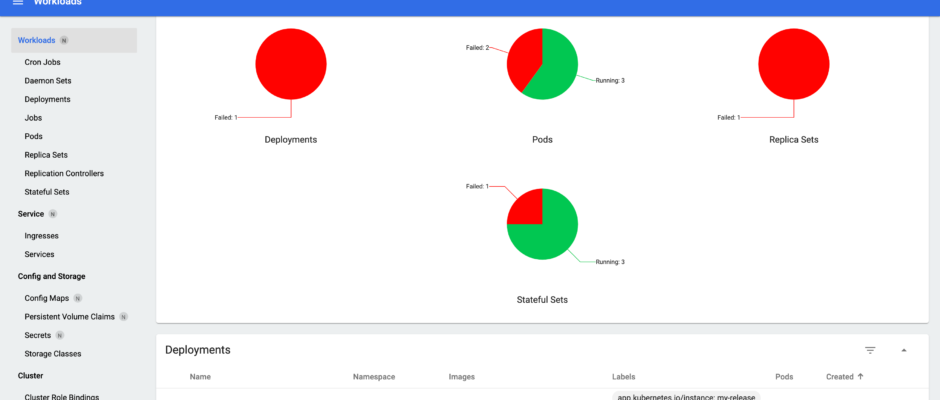 Workloads
Workloads N
Cron Jobs
Daemon Sets
Deployments
Jobs
Pods
Replica Sets
Replication Controllers
Stateful Sets
Service N
Ingresses
Services
Config and Storage
Config Maps N
Persistent Volume Claims N
Secrets N
Storage Classes
Cluster
Cluster Role Bindings
Failed: 1
Deployments
Failed: 2
Running: 3
Pods
Failed: 1
Replica Sets
Failed: 1
Running: 3
Stateful Sets
Deployments
Name Namespace Images Labels Pods Created ↑
app.kubernetes.io/instance: my-release